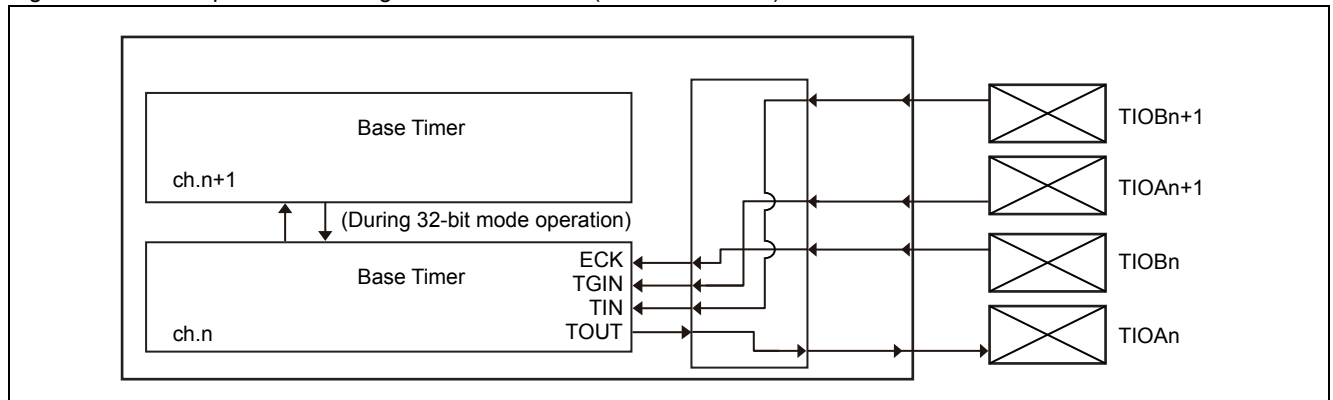 Base Timer
ch.n+1
(During 32-bit mode operation)
Base Timer
ch.n
ECK
TGIN
TIN
TOUT
TIOBn+1
TIOAn+1
TIOBn
TIOAn